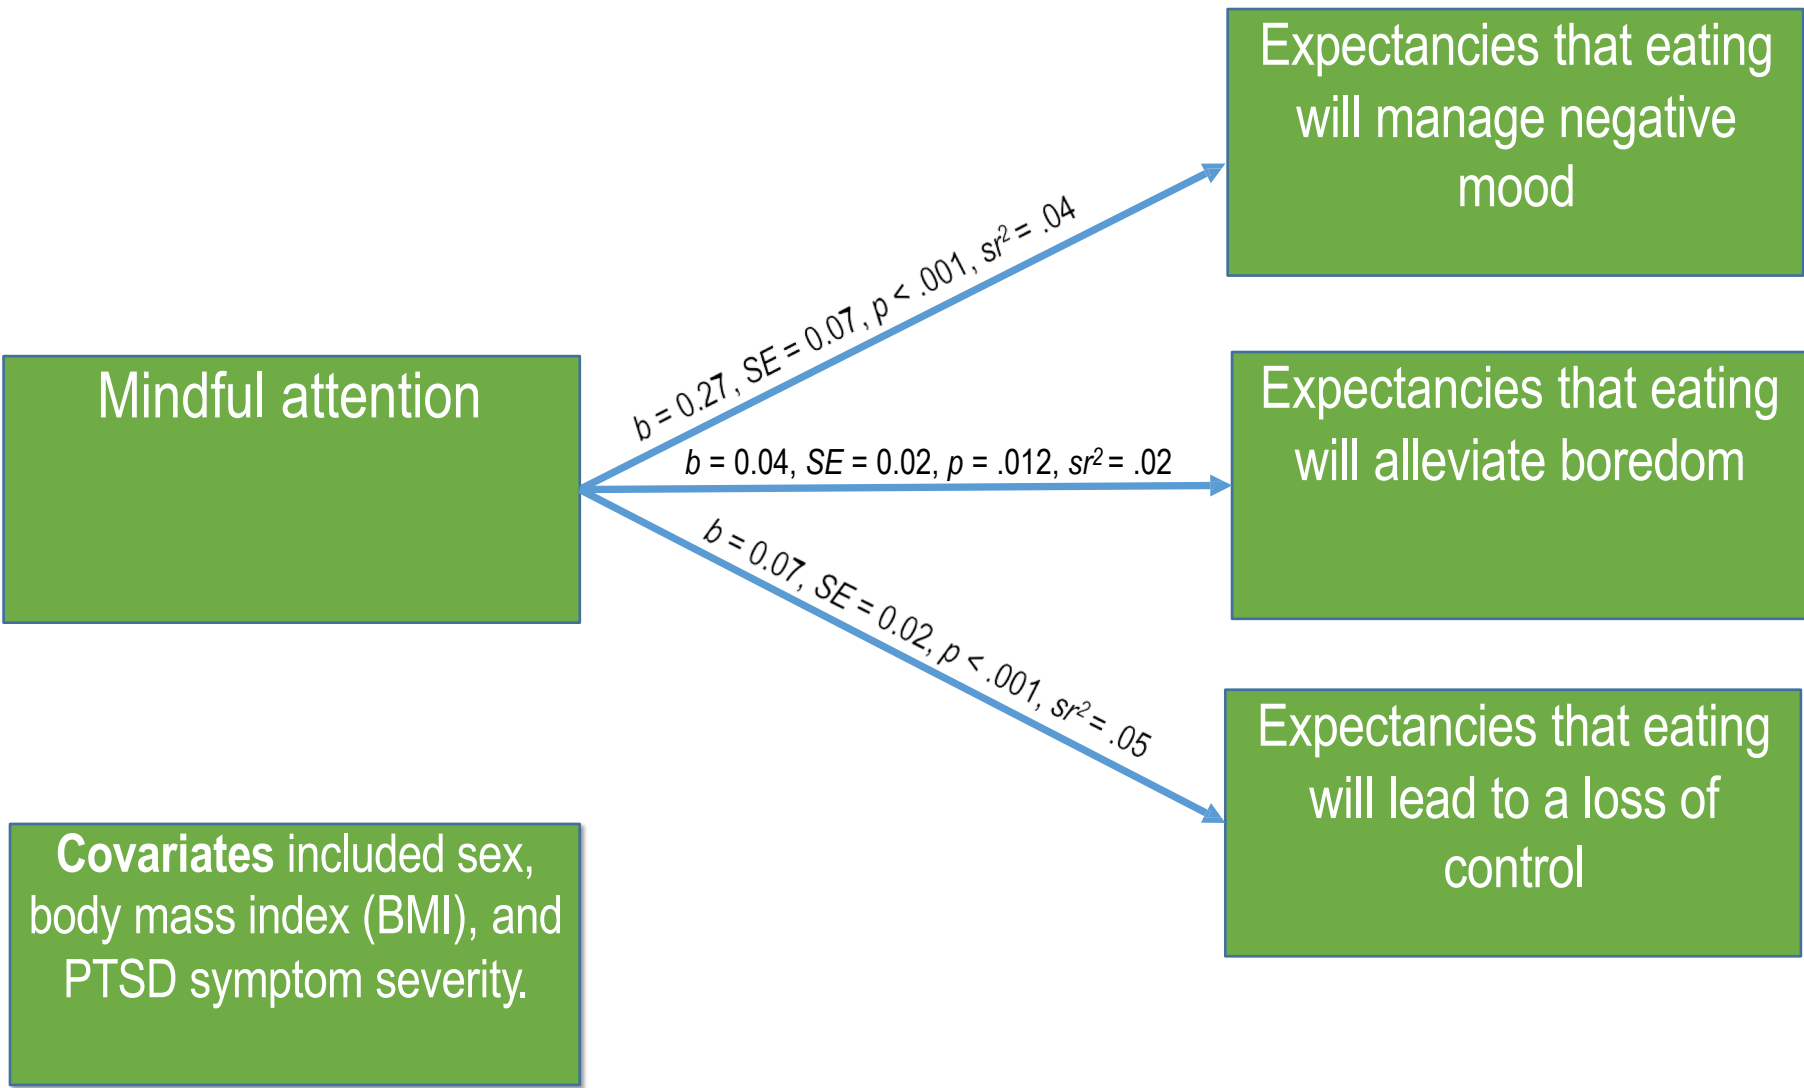 Expectancies that eating
will manage negative
mood
b = 0.27, SE = 0.07, p < .001, sr² = .04
Mindful attention
Expectancies that eating
will alleviate boredom
b = 0.04, SE = 0.02, p = .012, sr² = .02
b = 0.07, SE = 0.02, p < .001, sr² = .05
Expectancies that eating
will lead to a loss of
control
Covariates included sex,
body mass index (BMI), and
PTSD symptom severity.